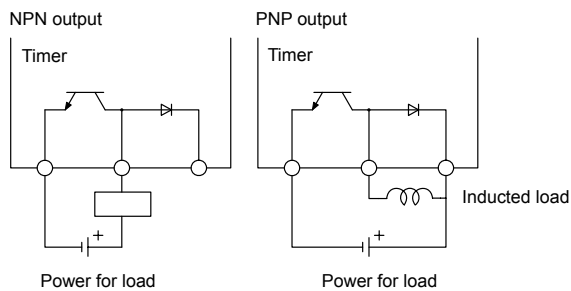 NPN output
Timer
+
Power for load
PNP output
Timer
Inducted load
+
Power for load